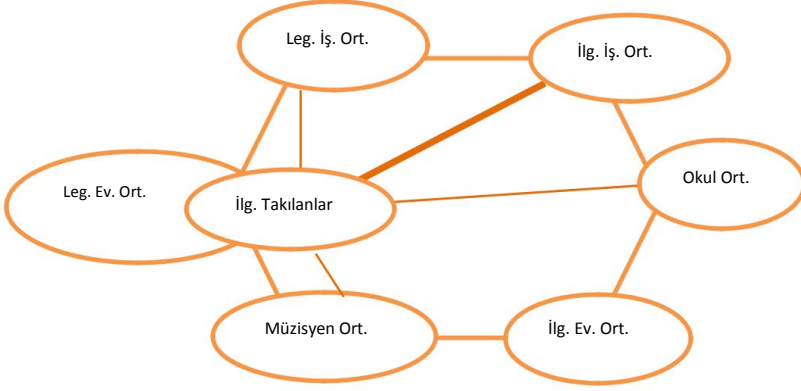 Leg. İş. Ort.
İlg. İş. Ort.
Leg. Ev. Ort.
İlg. Takılanlar
Okul Ort.
Müzisyen Ort.
İlg. Ev. Ort.